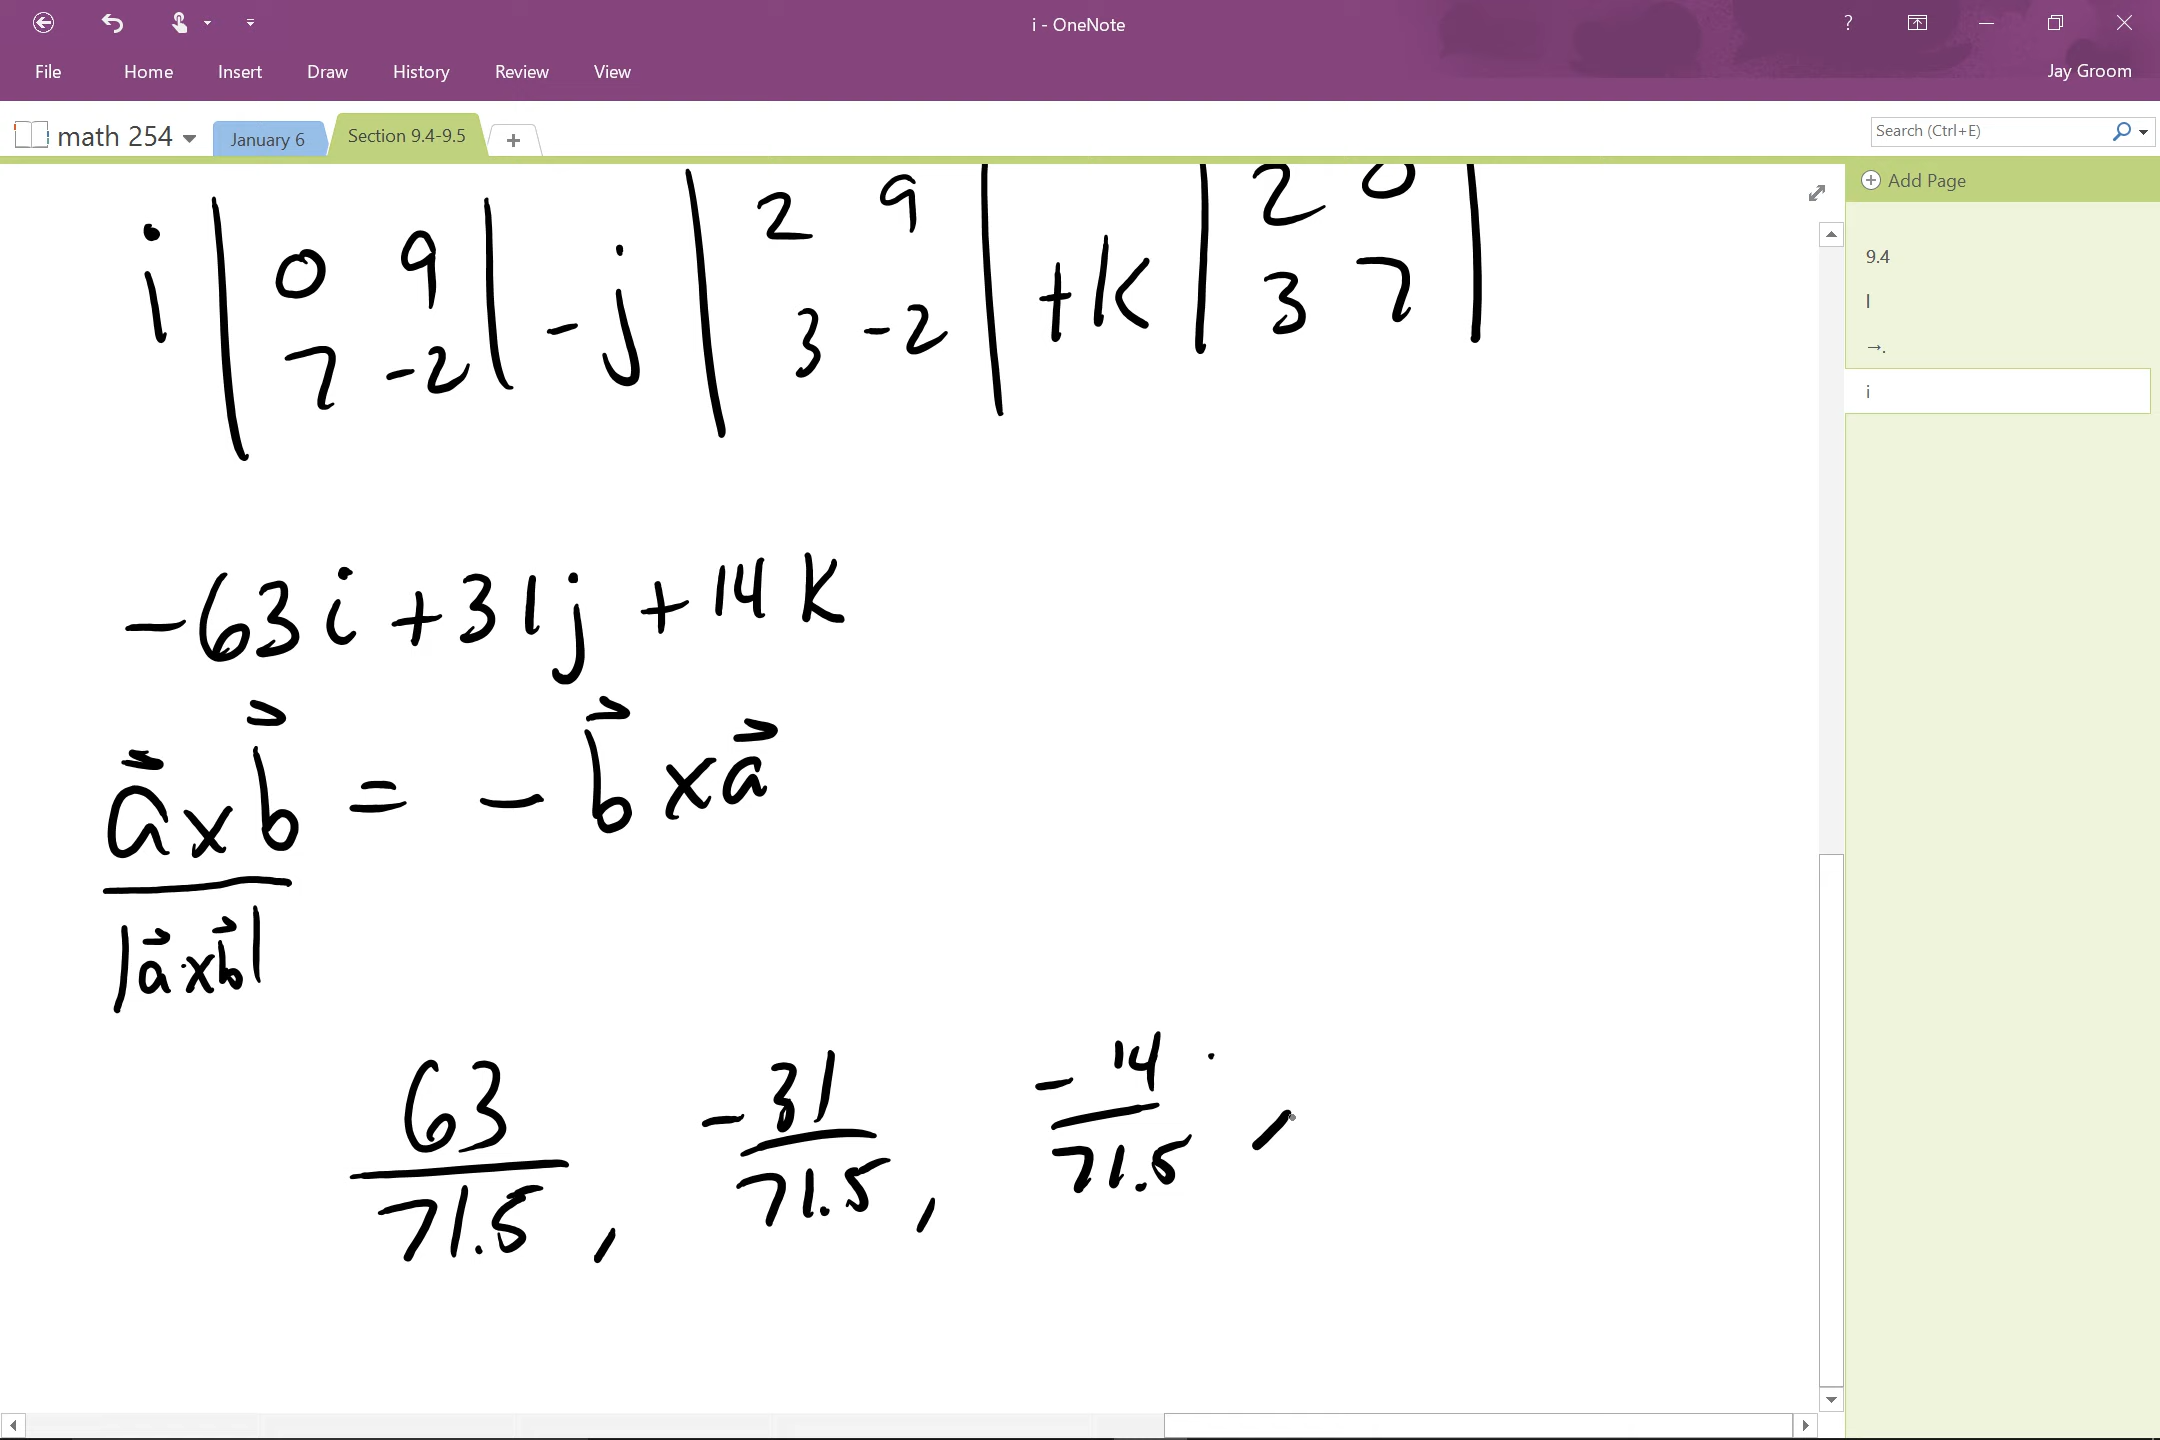 i - OneNote ?
File Home Insert Draw History Review View Jay Groom
math 254 January 6 Section 9.4-9.5 + Search (Ctrl+E)
Add Page
9.4
I
→.
i
i | 0 9 | - j | 2 9 | + k | 2 0 |
7 -2 3 -2 3 7
-63i + 31j + 14k
a⃗ x b⃗ = - b⃗ x a⃗
|a⃗ x b⃗|
63 -31 -14
71.5 , 71.5 , 71.5